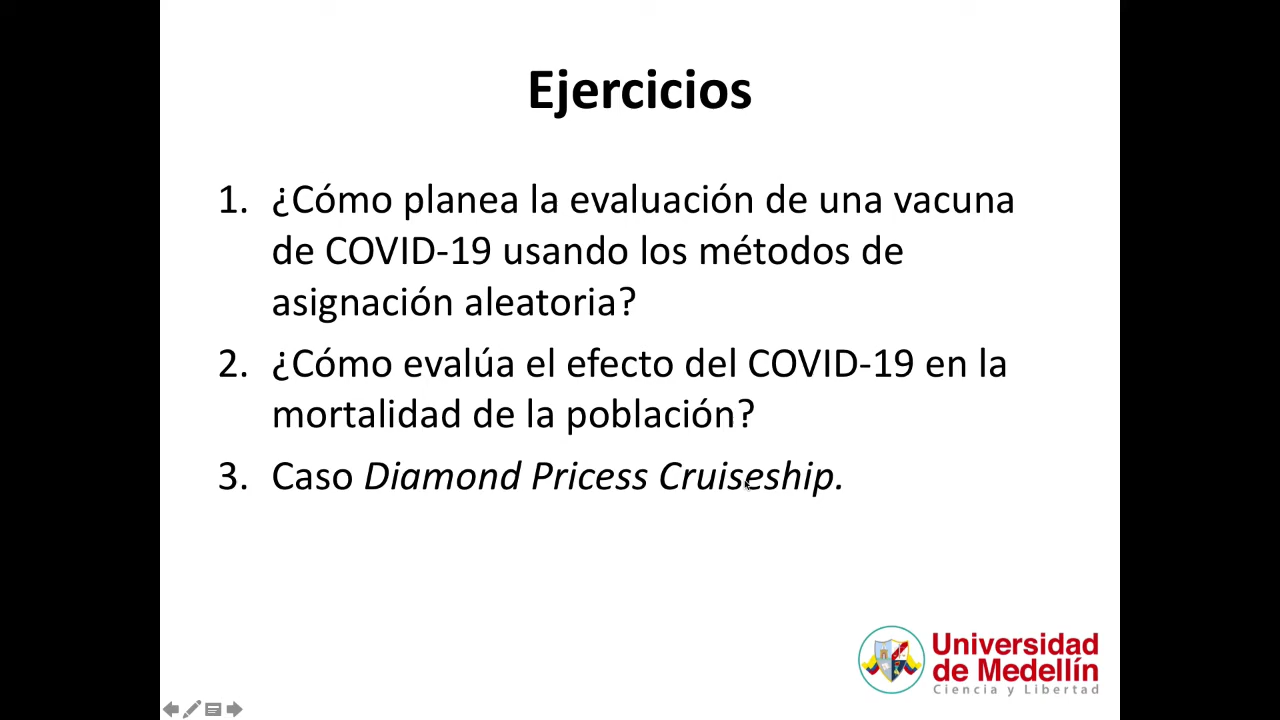 Ejercicios
1. ¿Cómo planea la evaluación de una vacuna
de COVID-19 usando los métodos de
asignación aleatoria?
2. ¿Cómo evalúa el efecto del COVID-19 en la
mortalidad de la población?
3. Caso Diamond Pricess Cruiseship.
Universidad
de Medellín
Ciencia y Libertad